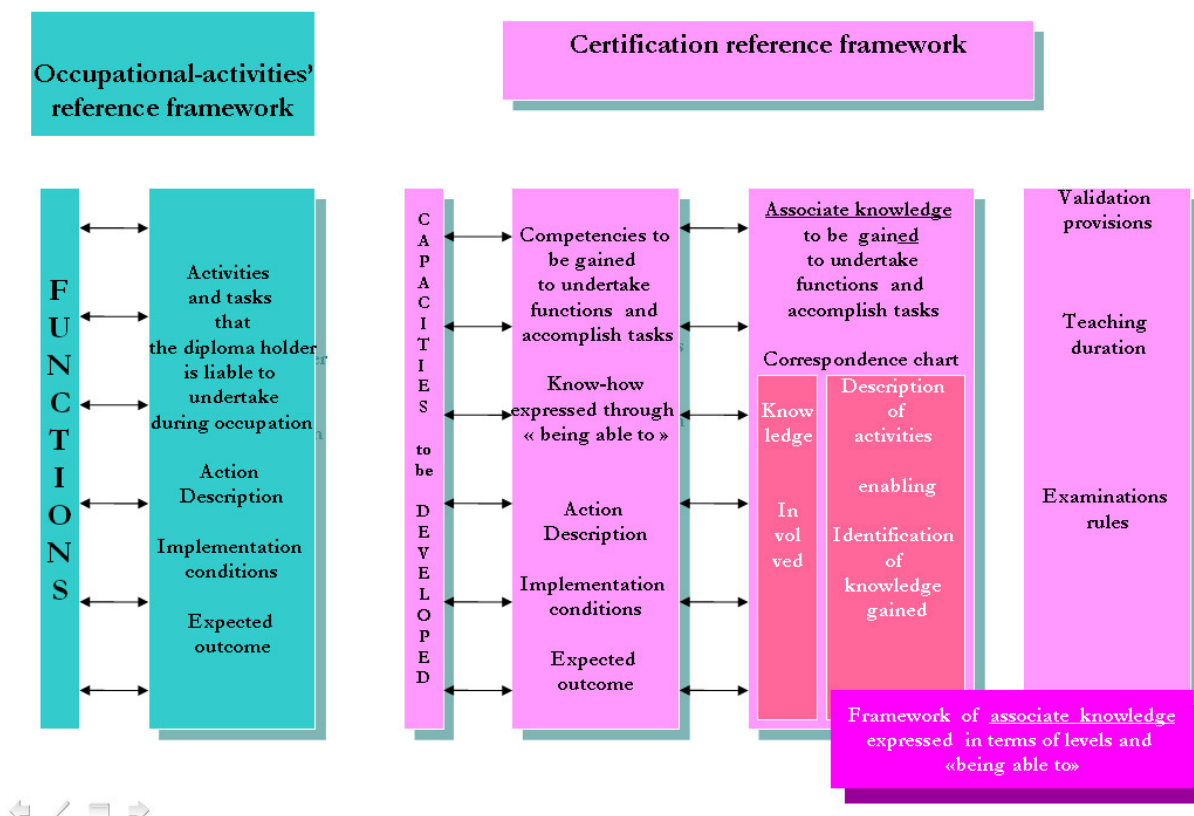 Occupational-activities'
reference framework
Certification reference framework
FUNCTIONS
Activities
and tasks
that
the diploma holder
is liable to
undertake
during occupation
Action
Description
Implementation
conditions
Expected
outcome
CAPACITIES to be DEVELOPED
Competencies to
be gained
to undertake
functions and
accomplish tasks
Know-how
expressed through
« being able to »
Action
Description
Implementation
conditions
Expected
outcome
Associate knowledge
to be gained
to undertake
functions and
accomplish tasks
Correspondence chart
Know
ledge
In
vol
ved
Description
of
activities
enabling
Identification
of
knowledge
gained
Validation
provisions
Teaching
duration
Examinations
rules
Framework of associate knowledge
expressed in terms of levels and
«being able to»